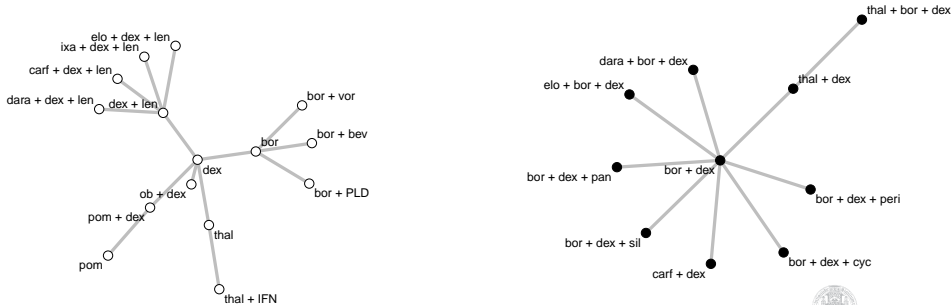 elo + dex + len
ixa + dex + len
carf + dex + len
dara + dex + len
dex + len
bor + vor
bor
bor + bev
dex
ob + dex
bor + PLD
pom + dex
thal
pom
thal + IFN
thal + bor + dex
dara + bor + dex
thal + dex
elo + bor + dex
bor + dex + pan
bor + dex
bor + dex + peri
bor + dex + sil
carf + dex
bor + dex + cyc